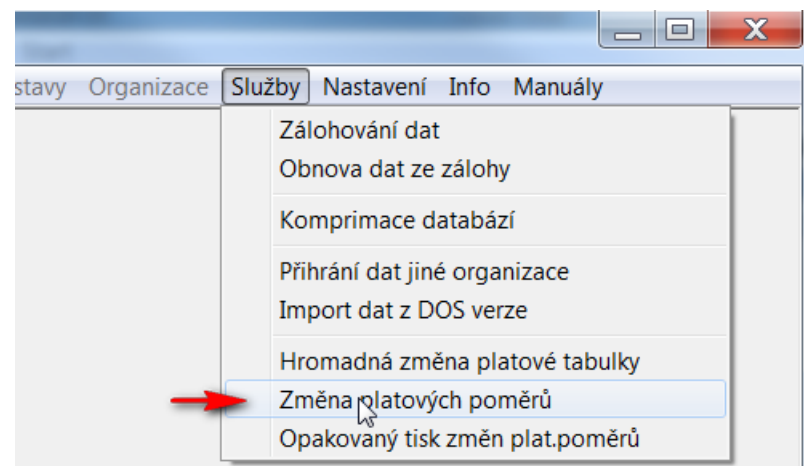 stavy Organizace Služby Nastavení Info Manuály
Zálohování dat
Obnova dat ze zálohy
Komprimace databází
Přihrání dat jiné organizace
Import dat z DOS verze
Hromadná změna platové tabulky
Změna platových poměrů
Opakovaný tisk změn plat.poměrů